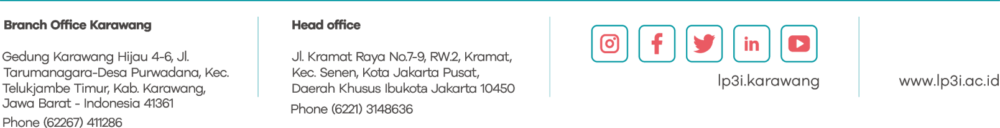 Branch Office Karawang
Gedung Karawang Hijau 4-6, Jl.
Tarumanagara-Desa Purwadana, Kec.
Telukjambe Timur, Kab. Karawang,
Jawa Barat - Indonesia 41361
Phone (62267) 411286
Head office
Jl. Kramat Raya No.7-9, RW.2, Kramat,
Kec. Senen, Kota Jakarta Pusat,
Daerah Khusus Ibukota Jakarta 10450
Phone (6221) 3148636
in
lp3i.karawang
www.lp3i.ac.id